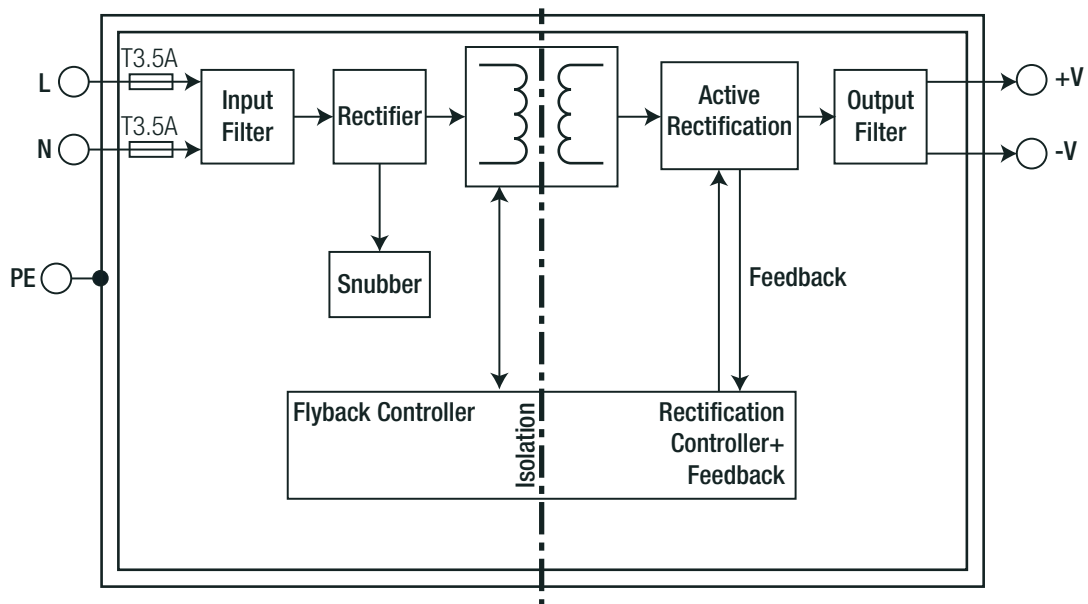 T3.5A
L
Input
Filter
Rectifier
Active
Rectification
Output
Filter
+V
T3.5A
N
-V
PE
Snubber
Feedback
Flyback Controller
Isolation
Rectification
Controller+
Feedback